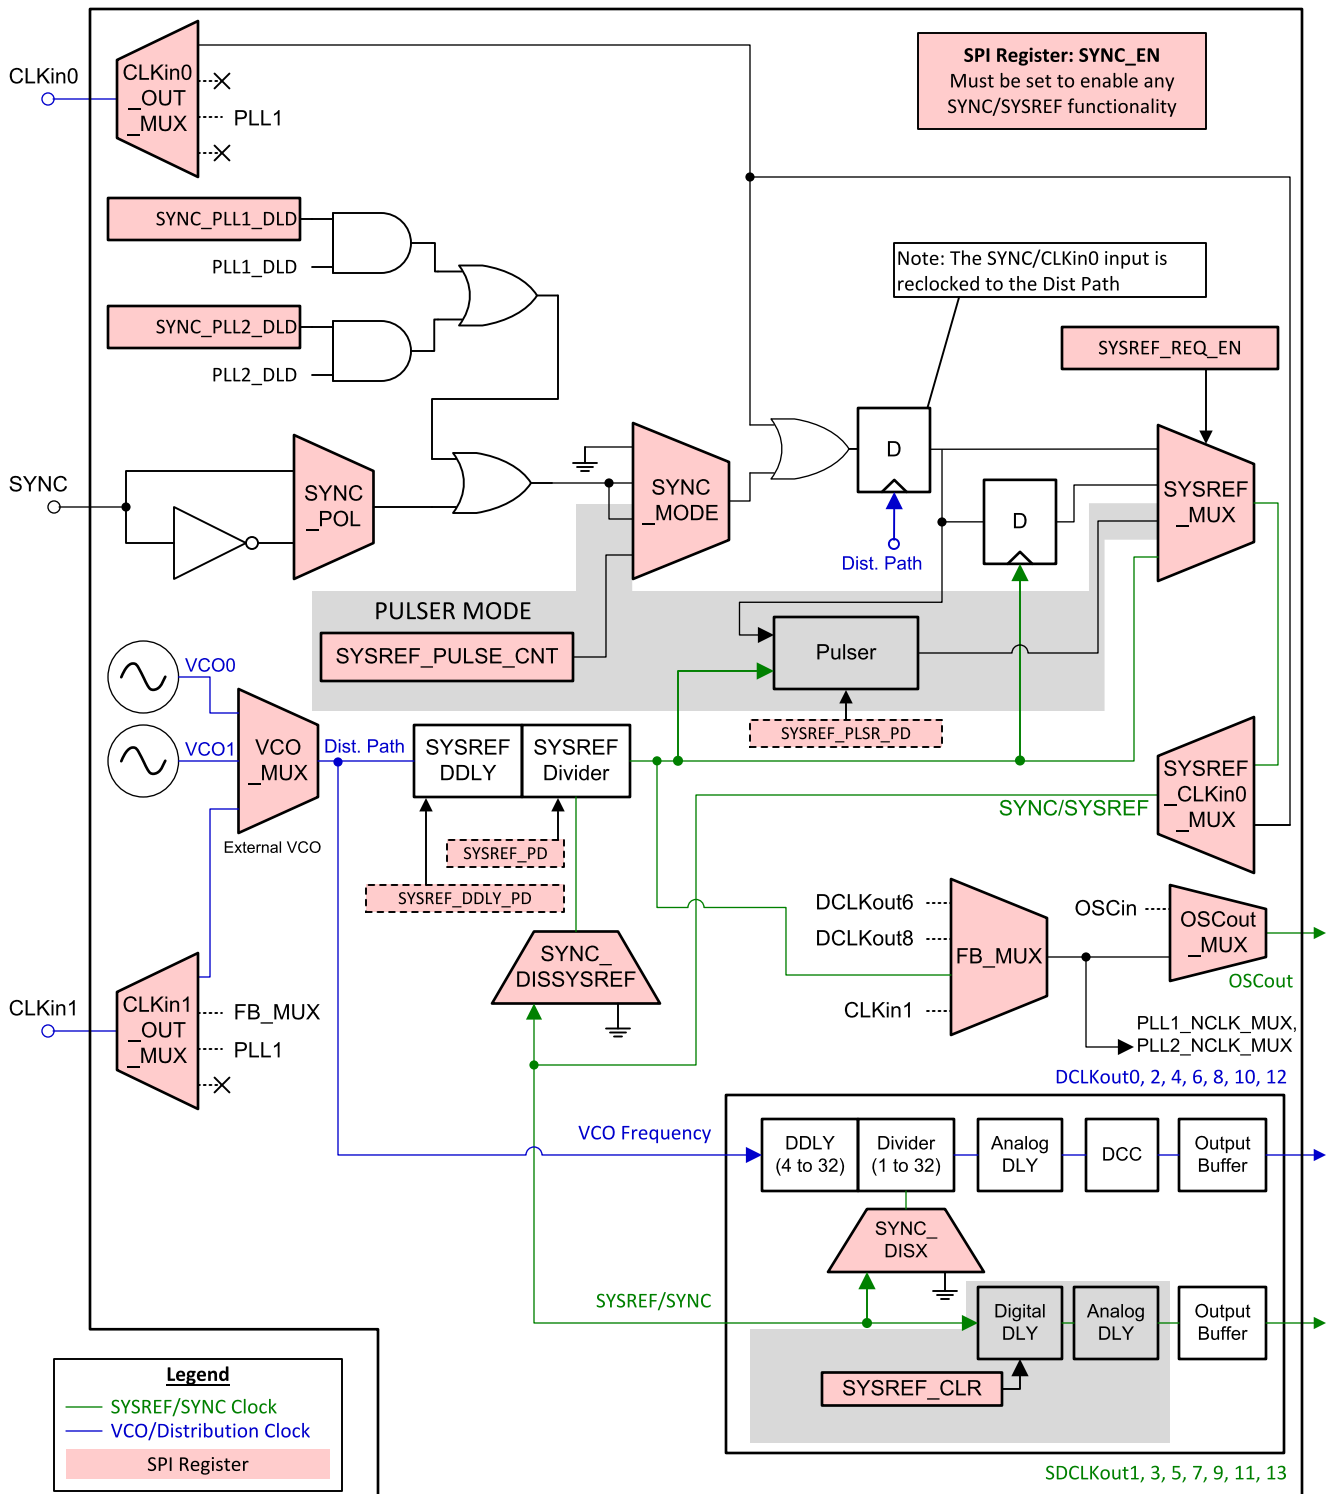 SPI Register: SYNC_EN
Must be set to enable any
SYNC/SYSREF functionality
CLKin0
CLKin0
_OUT
_MUX
PLL1
SYNC_PLL1_DLD
PLL1_DLD
SYNC_PLL2_DLD
PLL2_DLD
Note: The SYNC/CLKin0 input is
reclocked to the Dist Path
SYSREF_REQ_EN
SYNC
SYNC
_POL
SYNC
_MODE
D
Dist. Path
D
SYSREF
_MUX
PULSER MODE
SYSREF_PULSE_CNT
Pulser
SYSREF_PLSR_PD
VCO0
VCO1
VCO
_MUX
External VCO
Dist. Path
SYSREF
DDLY
SYSREF
Divider
SYSREF_PD
SYSREF_DDLY_PD
SYNC/SYSREF
SYSREF
_CLKin0
_MUX
SYNC_
DISSYSREF
DCLKout6
DCLKout8
CLKin1
FB_MUX
OSCin
OSCout
_MUX
OSCout
PLL1_NCLK_MUX,
PLL2_NCLK_MUX
CLKin1
CLKin1
_OUT
_MUX
FB_MUX
PLL1
DCLKout0, 2, 4, 6, 8, 10, 12
VCO Frequency
DDLY
(4 to 32)
Divider
(1 to 32)
Analog
DLY
DCC
Output
Buffer
SYNC_
DISX
SYSREF/SYNC
Digital
DLY
Analog
DLY
Output
Buffer
SYSREF_CLR
SDCLKout1, 3, 5, 7, 9, 11, 13
Legend
SYSREF/SYNC Clock
VCO/Distribution Clock
SPI Register